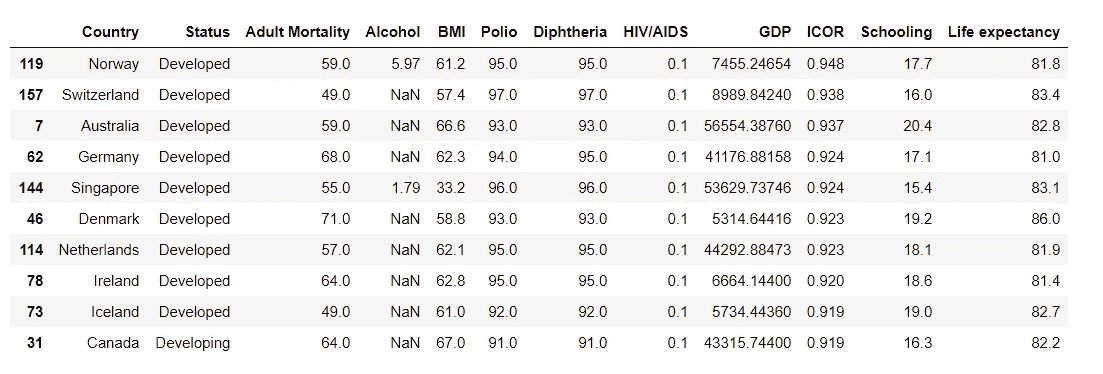 Country Status Adult Mortality Alcohol BMI Polio Diphtheria HIV/AIDS GDP ICOR Schooling Life expectancy
119 Norway Developed 59.0 5.97 61.2 95.0 95.0 0.1 7455.24654 0.948 17.7 81.8
157 Switzerland Developed 49.0 NaN 57.4 97.0 97.0 0.1 8989.84240 0.938 16.0 83.4
7 Australia Developed 59.0 NaN 66.6 93.0 93.0 0.1 56554.38760 0.937 20.4 82.8
62 Germany Developed 68.0 NaN 62.3 94.0 95.0 0.1 41176.88158 0.924 17.1 81.0
144 Singapore Developed 55.0 1.79 33.2 96.0 96.0 0.1 53629.73746 0.924 15.4 83.1
46 Denmark Developed 71.0 NaN 58.8 93.0 93.0 0.1 5314.64416 0.923 19.2 86.0
114 Netherlands Developed 57.0 NaN 62.1 95.0 95.0 0.1 44292.88473 0.923 18.1 81.9
78 Ireland Developed 64.0 NaN 62.8 95.0 95.0 0.1 6664.14400 0.920 18.6 81.4
73 Iceland Developed 49.0 NaN 61.0 92.0 92.0 0.1 5734.44360 0.919 19.0 82.7
31 Canada Developing 64.0 NaN 67.0 91.0 91.0 0.1 43315.74400 0.919 16.3 82.2